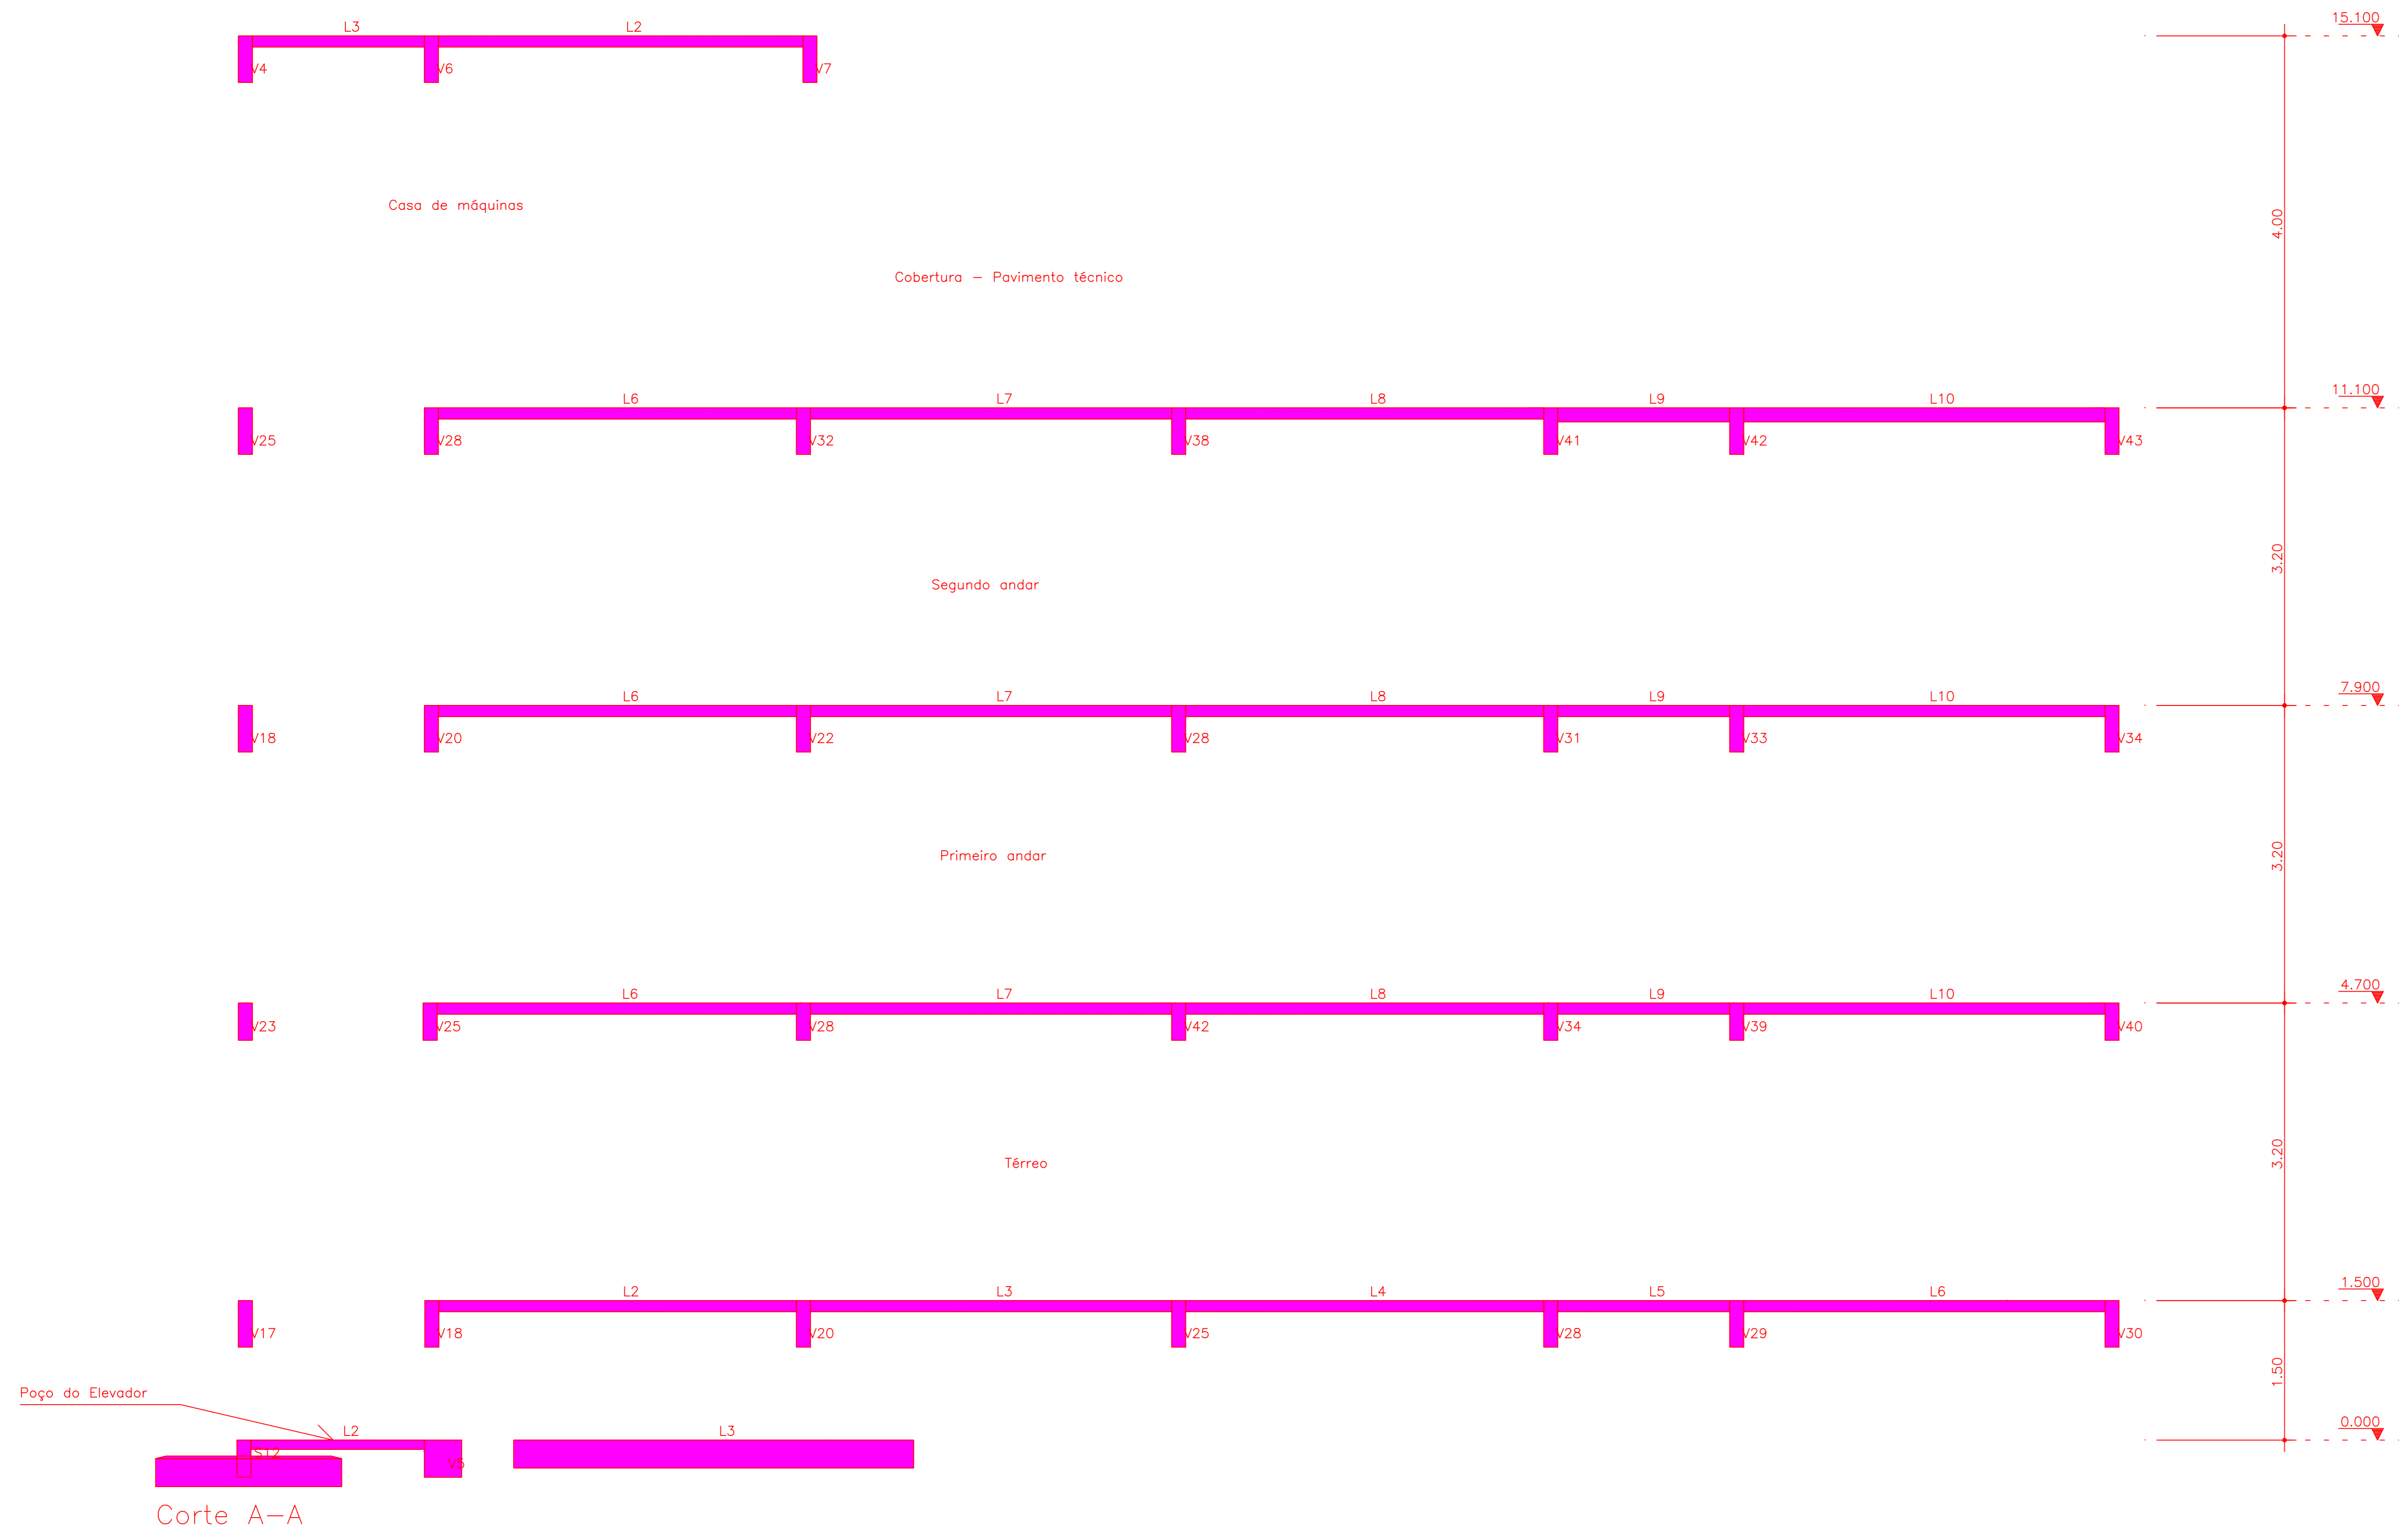 15.100
L3 L2
V4 V6 V7
Casa de máquinas
4.00
Cobertura - Pavimento técnico
11.100
L6 L7 L8 L9 L10
V25 V28 V32 V38 V41 V42 V43
3.20
Segundo andar
7.900
L6 L7 L8 L9 L10
V18 V20 V22 V28 V31 V33 V34
3.20
Primeiro andar
4.700
L6 L7 L8 L9 L10
V23 V25 V28 V42 V34 V39 V40
3.20
Térreo
1.500
L2 L3 L4 L5 L6
V17 V18 V20 V25 V28 V29 V30
1.50
Poço do Elevador
0.000
L2 L3
ST2
V5
Corte A-A